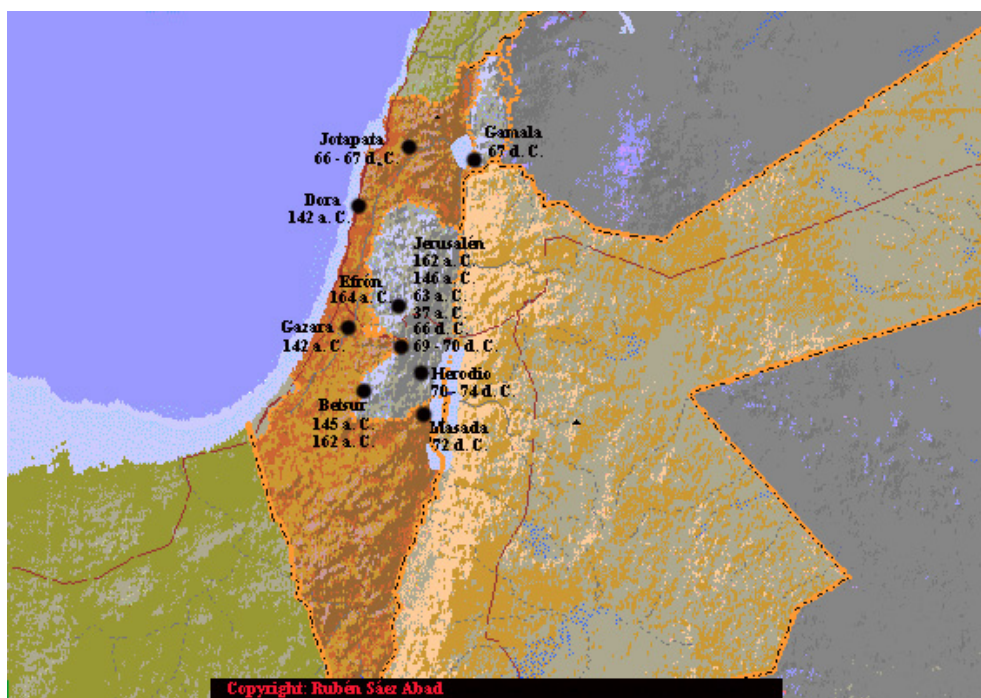 Jotapata
66 - 67 d. C.
Gamala
67 d. C.
Dora
142 a. C.
Jerusalén
162 a. C.
146 a. C.
63 a. C.
37 a. C.
66 d. C.
69 - 70 d. C.
Efrón
164 a. C.
Gazara
142 a. C.
Herodio
70 - 74 d. C.
Beisur
145 a. C.
162 a. C.
Masada
72 d. C.
Copyright: Rubén Sáez Abad